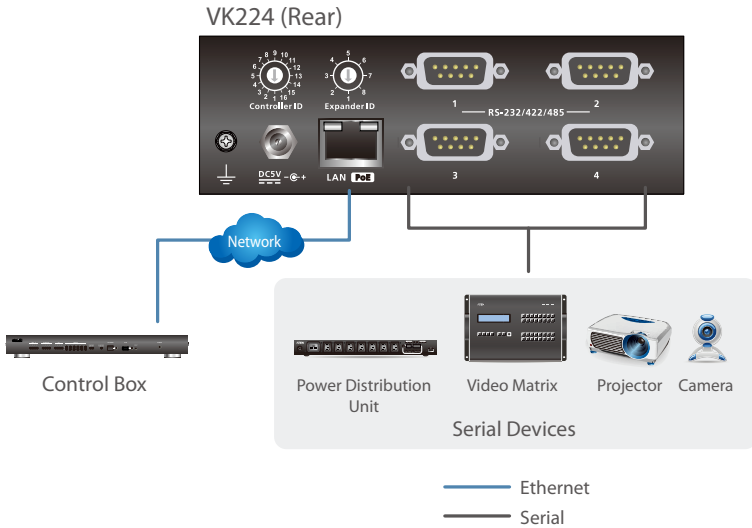 VK224 (Rear)
7 8 9 10
6 11
5 12
4 13
3 14
2 1 16 15
Controller ID
5
4 6
3 7
2 8
1
Expander ID
1
RS-232/422/485
2
DC5V - +
LAN PoE
3
4
Network
Control Box
Power Distribution
Unit
Video Matrix
Projector
Camera
Serial Devices
Ethernet
Serial